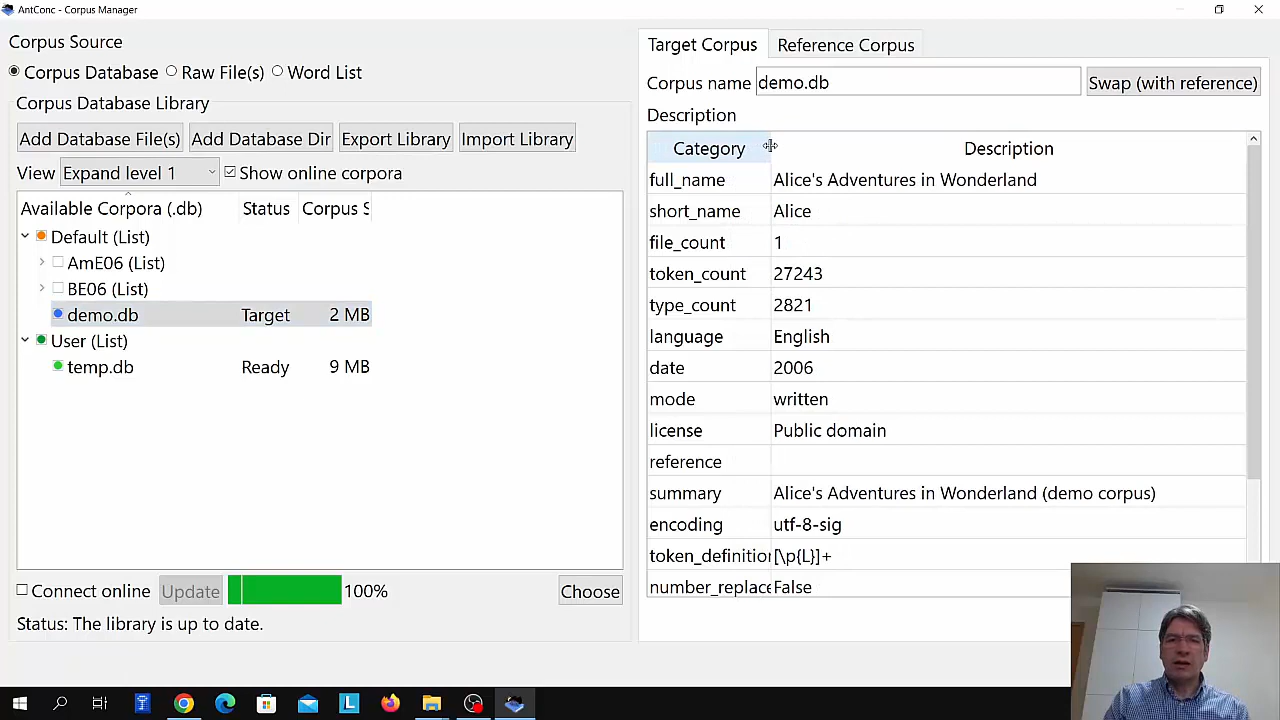 AntConc - Corpus Manager
Corpus Source
Corpus Database
Raw File(s)
Word List
Corpus Database Library
Add Database File(s)
Add Database Dir
Export Library
Import Library
View
Expand level 1
Show online corpora
Available Corpora (.db)
Status
Corpus S
Default (List)
AmE06 (List)
BE06 (List)
demo.db
Target
2 MB
User (List)
temp.db
Ready
9 MB
Connect online
Update
100%
Choose
Status: The library is up to date.
Target Corpus
Reference Corpus
Corpus name
demo.db
Swap (with reference)
Description
Category
Description
full_name
Alice's Adventures in Wonderland
short_name
Alice
file_count
1
token_count
27243
type_count
2821
language
English
date
2006
mode
written
license
Public domain
reference
summary
Alice's Adventures in Wonderland (demo corpus)
encoding
utf-8-sig
token_definition
[\p{L}]+
number_replace
False
L